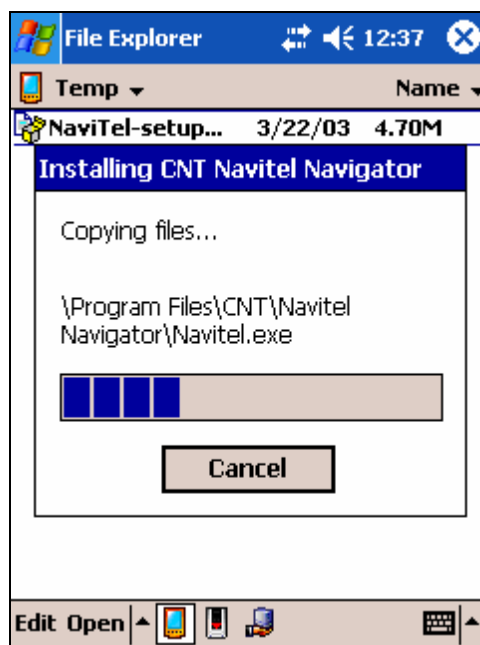 File Explorer 12:37
Temp Name
NaviTel-setup... 3/22/03 4.70M
Installing CNT Navitel Navigator
Copying files...
\Program Files\CNT\Navitel
Navigator\Navitel.exe
Cancel
Edit Open